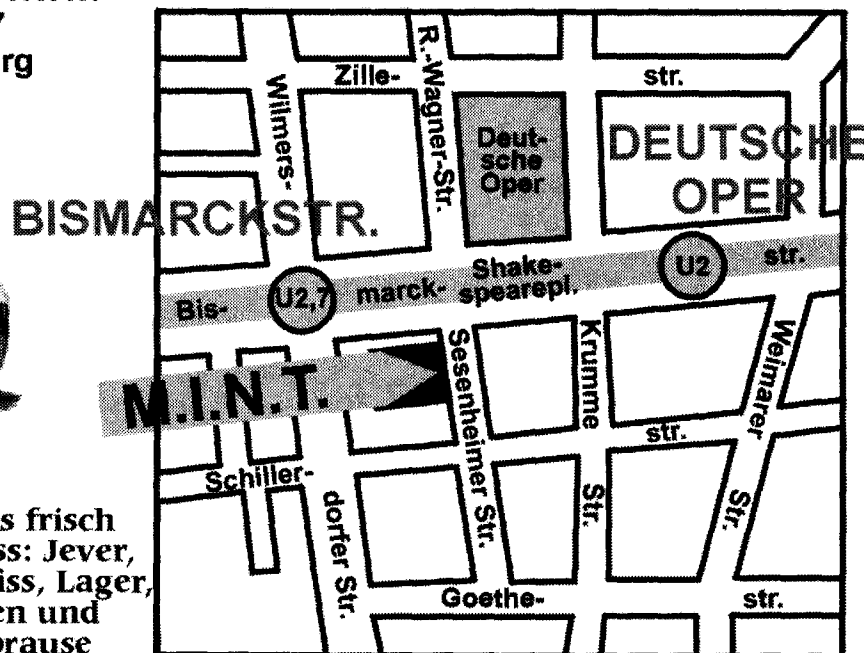 rg
Zille-
str.
R.-Wagner-Str.
Wilmers-
Deut-
sche
Oper
DEUTSCHE
OPER
BISMARCKSTR.
Bis-
U2,7
marck-
Shake-
spearepl.
U2
str.
M.I.N.T.
Sesenheimer Str.
Krumme
Str.
Weimarer
Str.
str.
Schiller-
dorfer Str.
s frisch
ss: Jever,
iss, Lager,
en und
brause
Goethe-
str.